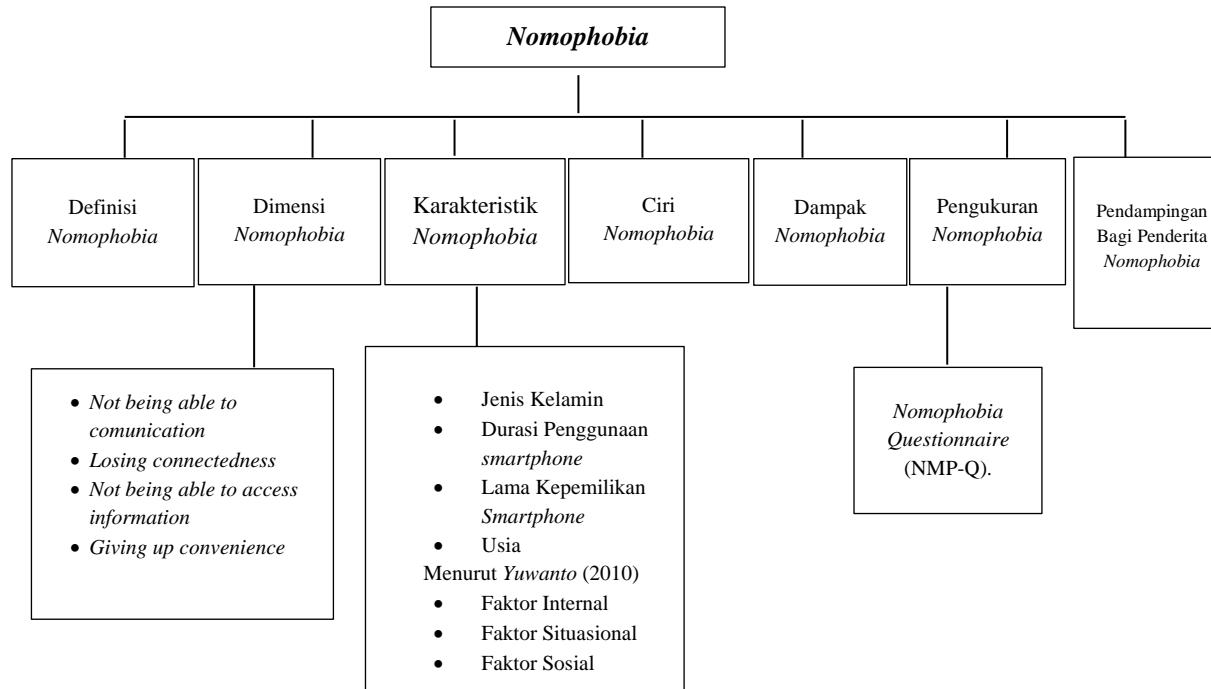 Nomophobia
Definisi
Nomophobia
Dimensi
Nomophobia
Karakteristik
Nomophobia
Ciri
Nomophobia
Dampak
Nomophobia
Pengukuran
Nomophobia
Pendampingan
Bagi Penderita
Nomophobia
• Not being able to
comunication
• Losing connectedness
• Not being able to access
information
• Giving up convenience
• Jenis Kelamin
• Durasi Penggunaan
smartphone
• Lama Kepemilikan
Smartphone
• Usia
Menurut Yuwanto (2010)
• Faktor Internal
• Faktor Situasional
• Faktor Sosial
Nomophobia
Questionnaire
(NMP-Q).